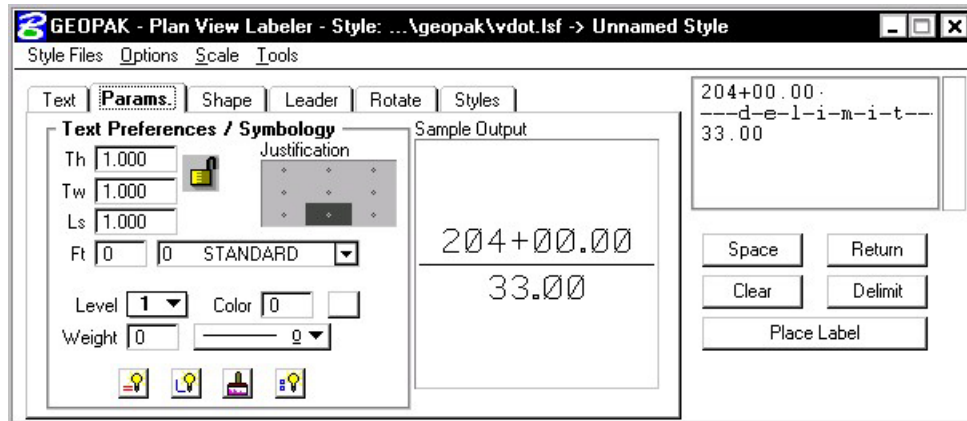 GEOPAK - Plan View Labeler - Style: ...\geopak\vdot.lsf -> Unnamed Style
Style Files Options Scale Tools
Text Params. Shape Leader Rotate Styles
Text Preferences / Symbology
Th 1.000
Tw 1.000
Ls 1.000
Justification
Ft 0 0 STANDARD
Level 1 Color 0
Weight 0 0
Sample Output
204+00.00
33.00
204+00.00
---d-e-l-i-m-i-t---
33.00
Space Return
Clear Delimit
Place Label